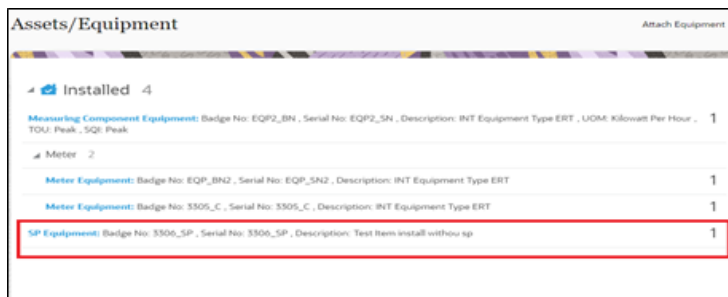 Assets/Equipment
Attach Equipment
Installed 4
Measuring Component Equipment: Badge No: EQP2_BN , Serial No: EQP2_SN , Description: INT Equipment Type ERT , UOM: Kilowatt Per Hour , 1
TOU: Peak , SQI: Peak
Meter 2
Meter Equipment: Badge No: EQP_BN2 , Serial No: EQP_SN2 , Description: INT Equipment Type ERT 1
Meter Equipment: Badge No: 3305_C , Serial No: 3305_C , Description: INT Equipment Type ERT 1
SP Equipment: Badge No: 3306_SP , Serial No: 3306_SP , Description: Test Item install withou sp 1